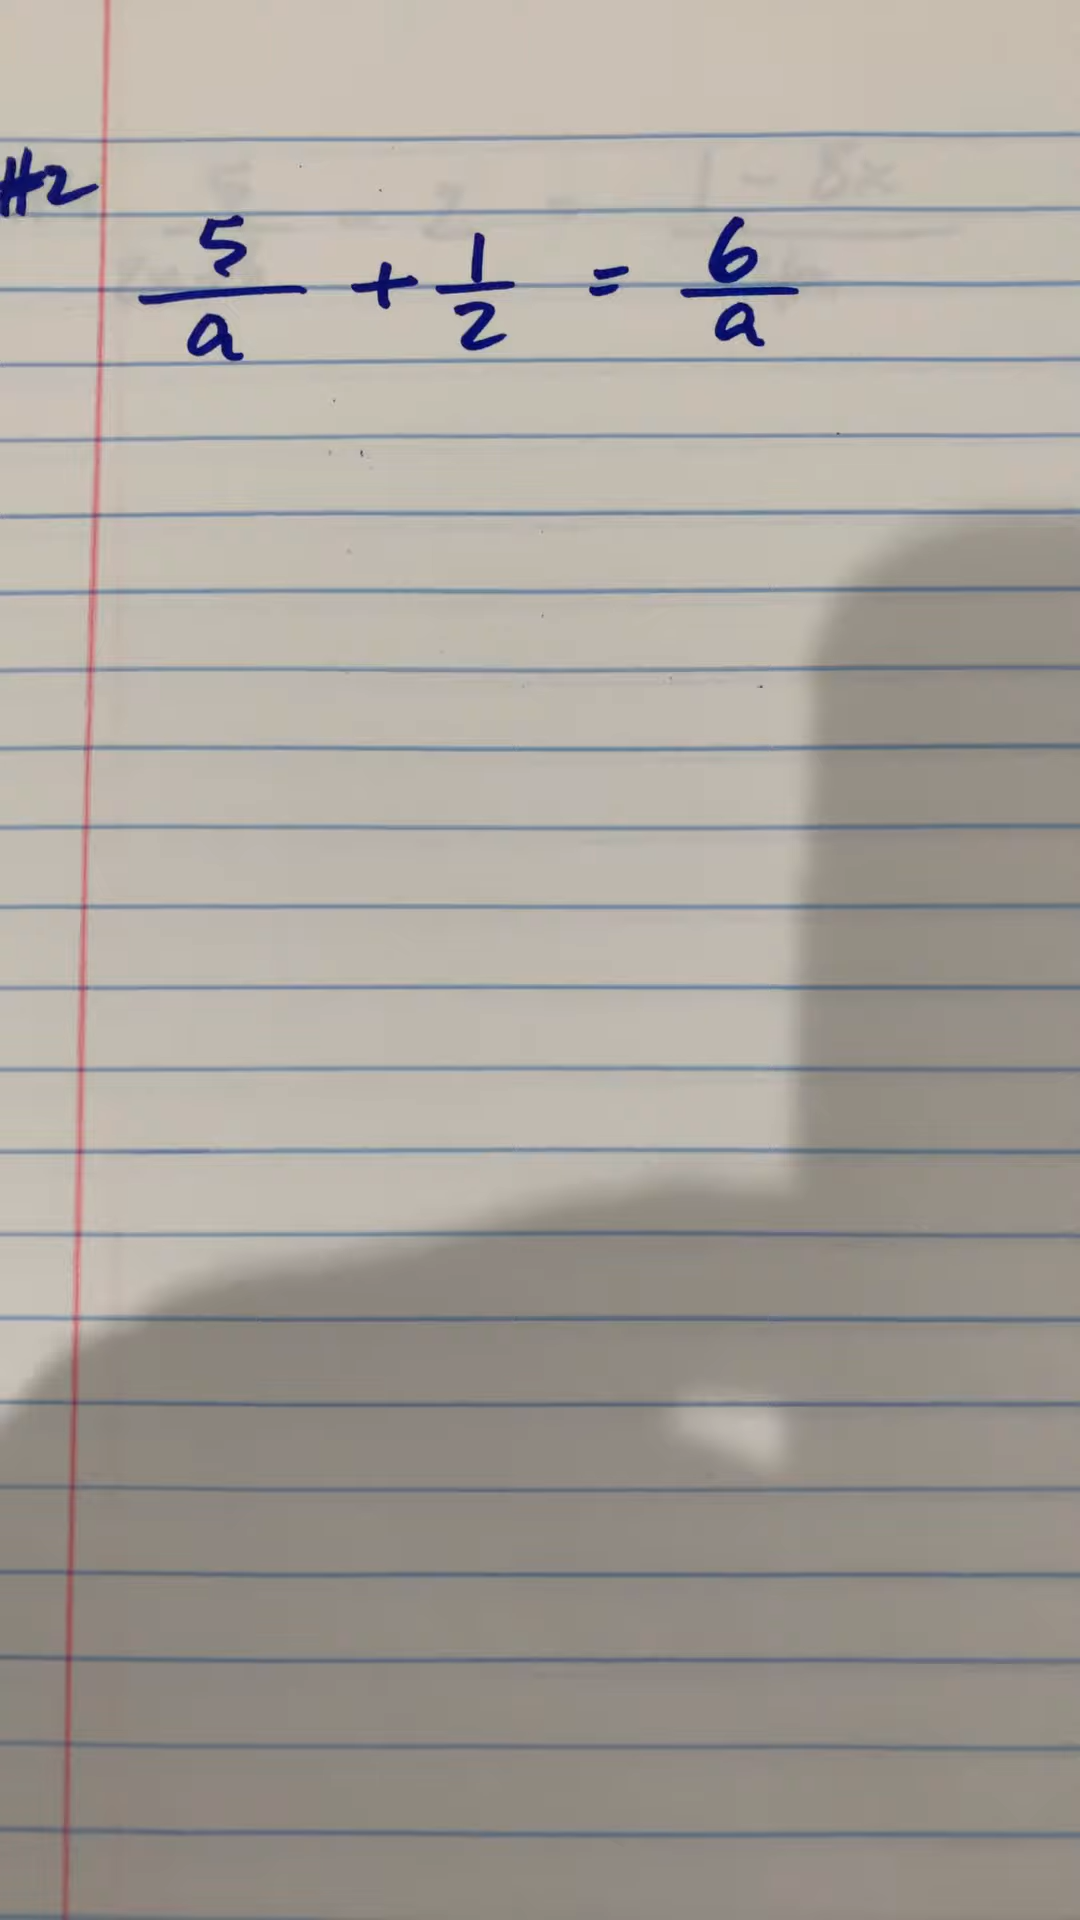 #2
5/a + 1/2 = 6/a